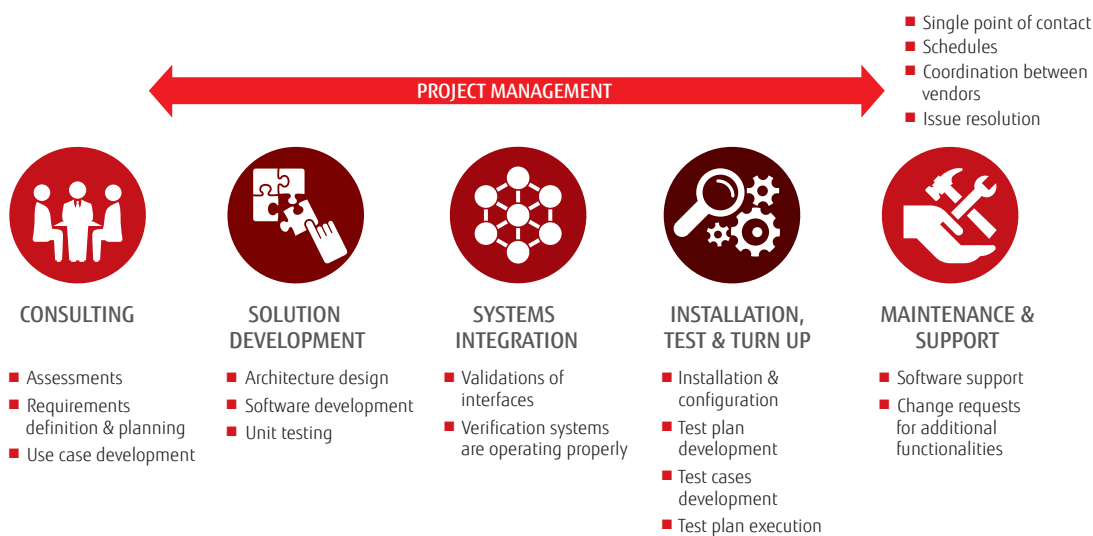 Single point of contact
Schedules
Coordination between
vendors
Issue resolution
PROJECT MANAGEMENT
CONSULTING
Assessments
Requirements
definition & planning
Use case development
SOLUTION
DEVELOPMENT
Architecture design
Software development
Unit testing
SYSTEMS
INTEGRATION
Validations of
interfaces
Verification systems
are operating properly
INSTALLATION,
TEST & TURN UP
Installation &
configuration
Test plan
development
Test cases
development
Test plan execution
MAINTENANCE &
SUPPORT
Software support
Change requests
for additional
functionalities